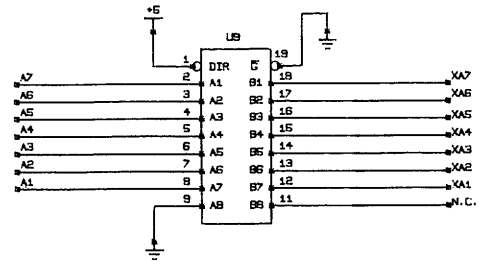 +5
U9
1 DIR G 19
A7 2 A1 B1 18 XA7
A6 3 A2 B2 17 XA6
A5 4 A3 B3 16 XA5
A4 5 A4 B4 15 XA4
A3 6 A5 B5 14 XA3
A2 7 A6 B6 13 XA2
A1 8 A7 B7 12 XA1
9 A8 B8 11 N.C.